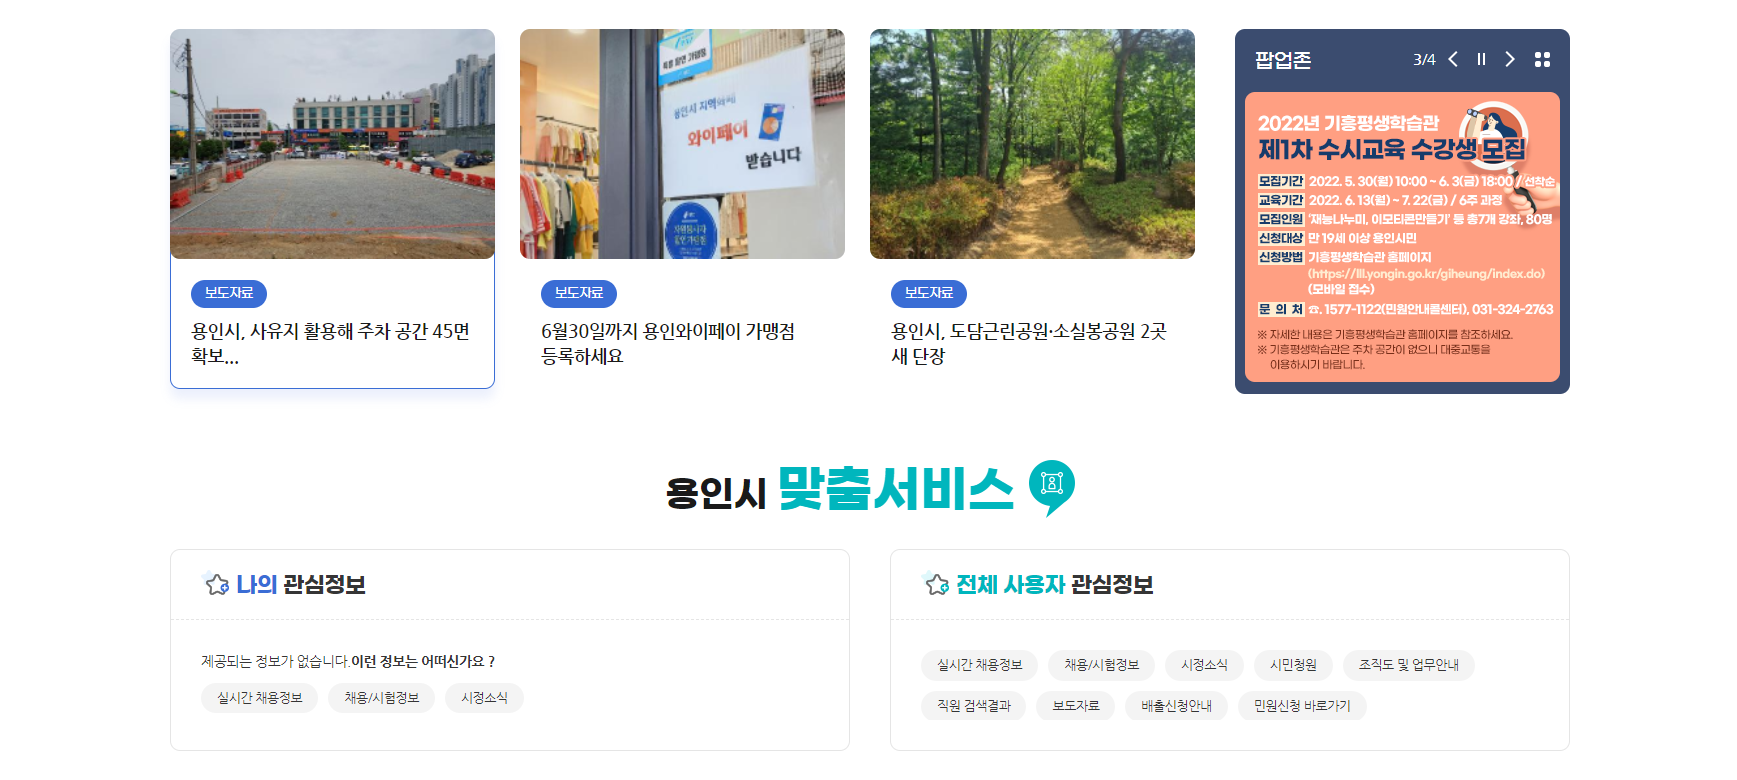 직불 할인 가맹점
용인시 지역화폐
와이페이
받습니다
보도자료
용인시, 사유지 활용해 주차 공간 45면
확보...
보도자료
6월30일까지 용인와이페이 가맹점
등록하세요
보도자료
용인시, 도담근린공원·소실봉공원 2곳
새 단장
팝업존
3/4
2022년 기흥평생학습관
제1차 수시교육 수강생 모집
모집기간 2022. 5. 30(월) 10:00 ~ 6. 3(금) 18:00 / 선착순
교육기간 2022. 6. 13(월) ~ 7. 22(금) / 6주 과정
모집인원 '재능나누미, 이모티콘만들기' 등 총7개 강좌, 80명
신청대상 만 19세 이상 용인시민
신청방법 기흥평생학습관 홈페이지
(https://lll.yongin.go.kr/giheung/index.do)
(모바일 접수)
문 의 처 ☎. 1577-1122(민원안내콜센터), 031-324-2763
※ 자세한 내용은 기흥평생학습관 홈페이지를 참조하세요.
※ 기흥평생학습관은 주차 공간이 없으니 대중교통을
이용하시기 바랍니다.
용인시 맞춤서비스
나의 관심정보
제공되는 정보가 없습니다.이런 정보는 어떠신가요 ?
실시간 채용정보 채용/시험정보 시정소식
전체 사용자 관심정보
실시간 채용정보 채용/시험정보 시정소식 시민청원 조직도 및 업무안내
직원 검색결과 보도자료 배출신청안내 민원신청 바로가기